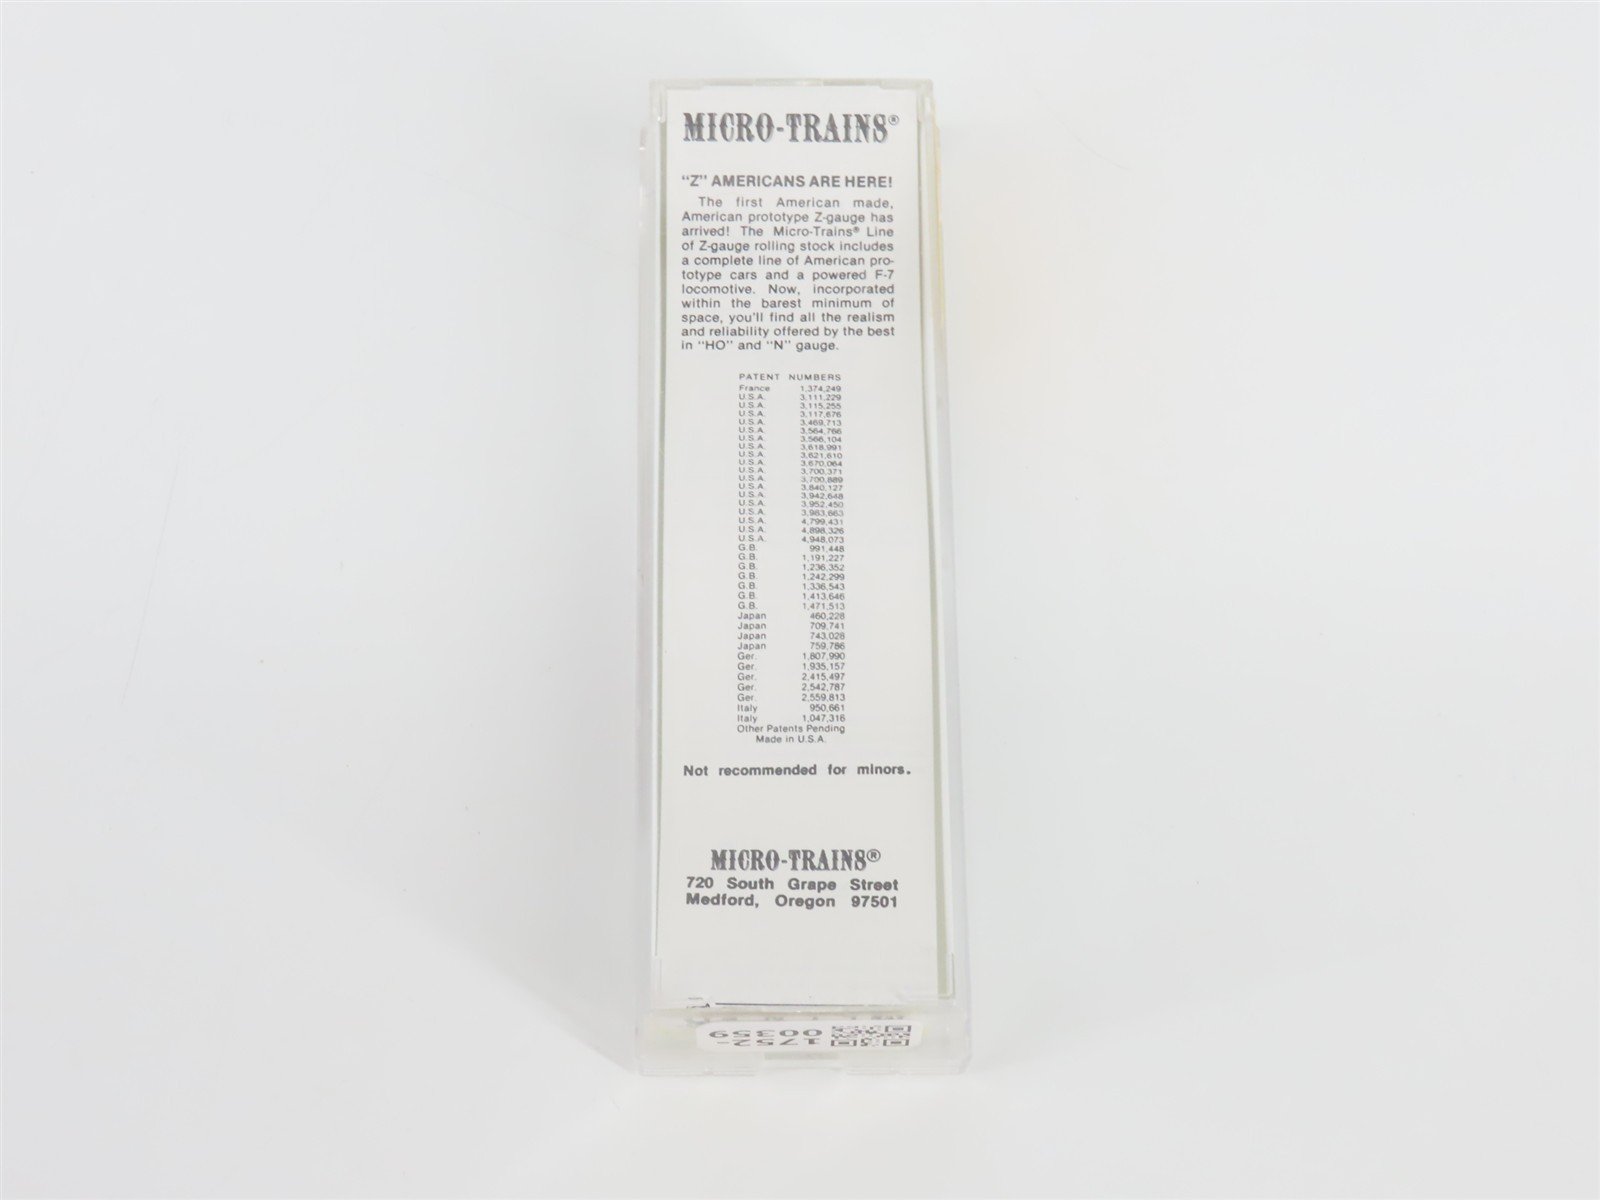 MICRO-TRAINS®
"Z" AMERICANS ARE HERE!
The first American made,
American prototype Z-gauge has
arrived! The Micro-Trains® Line
of Z-gauge rolling stock includes
a complete line of American pro-
totype cars and a powered F-7
locomotive. Now, incorporated
within the barest minimum of
space, you'll find all the realism
and reliability offered by the best
in "HO" and "N" gauge.
PATENT NUMBERS
France 1,374,249
U.S.A. 3,111,229
U.S.A. 3,115,255
U.S.A. 3,117,676
U.S.A. 3,469,713
U.S.A. 3,564,766
U.S.A. 3,566,104
U.S.A. 3,618,991
U.S.A. 3,621,610
U.S.A. 3,670,064
U.S.A. 3,700,371
U.S.A. 3,700,889
U.S.A. 3,840,127
U.S.A. 3,942,648
U.S.A. 3,952,450
U.S.A. 3,963,663
U.S.A. 4,799,431
U.S.A. 4,898,326
U.S.A. 4,948,073
G.B. 991,448
G.B. 1,191,227
G.B. 1,236,352
G.B. 1,242,299
G.B. 1,336,543
G.B. 1,413,646
G.B. 1,471,513
Japan 460,228
Japan 709,741
Japan 743,028
Japan 759,786
Ger. 1,807,990
Ger. 1,935,157
Ger. 2,415,497
Ger. 2,542,787
Ger. 2,559,813
Italy 950,661
Italy 1,047,316
Other Patents Pending
Made in U.S.A.
Not recommended for minors.
MICRO-TRAINS®
720 South Grape Street
Medford, Oregon 97501
1752-
00359